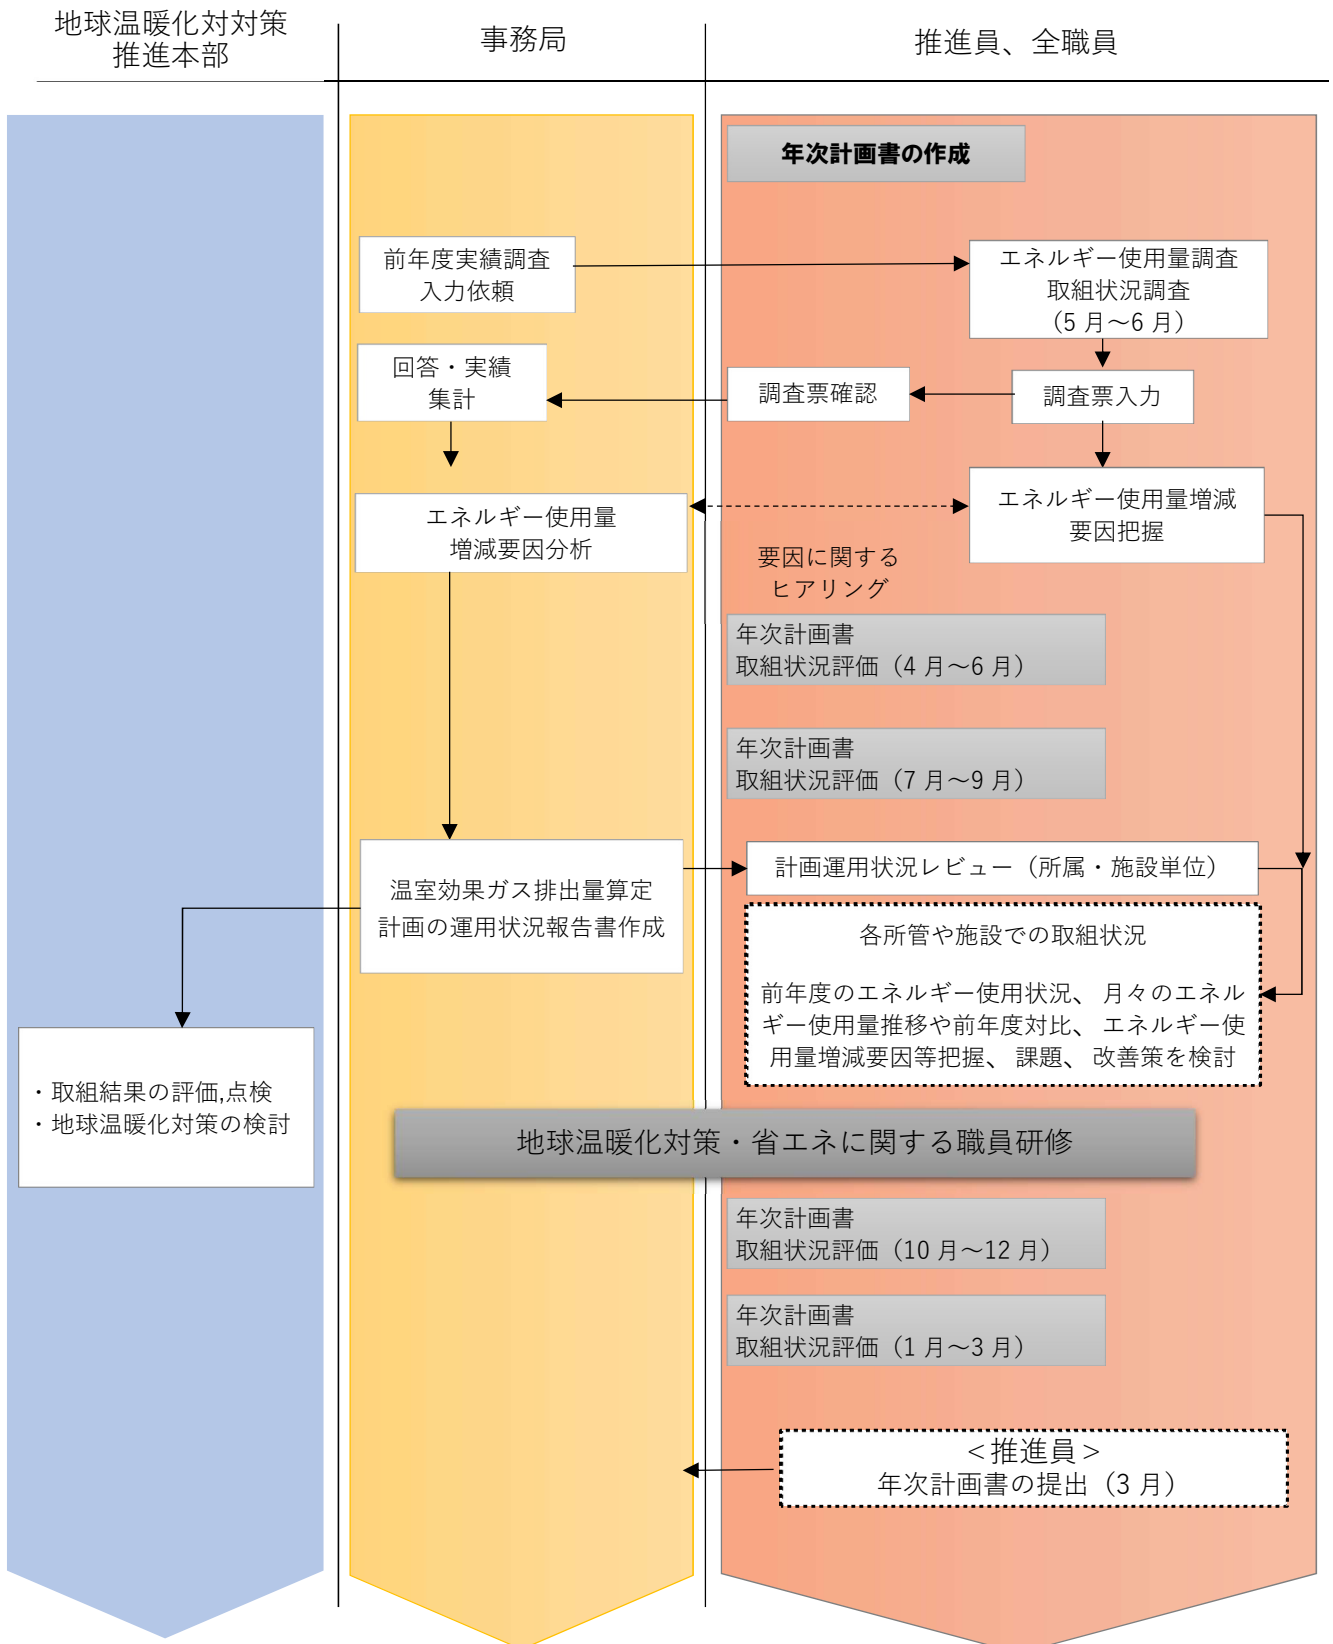 地球温暖化対対策
推進本部
事務局
推進員、全職員
年次計画書の作成
前年度実績調査
入力依頼
エネルギー使用量調査
取組状況調査
（5 月～6 月）
回答・実績
集計
調査票確認
調査票入力
エネルギー使用量
増減要因分析
エネルギー使用量増減
要因把握
要因に関する
ヒアリング
年次計画書
取組状況評価（4 月～6 月）
年次計画書
取組状況評価（7 月～9 月）
温室効果ガス排出量算定
計画の運用状況報告書作成
計画運用状況レビュー（所属・施設単位）
各所管や施設での取組状況
前年度のエネルギー使用状況、 月々のエネル
ギー使用量推移や前年度対比、 エネルギー使
用量増減要因等把握、 課題、 改善策を検討
・取組結果の評価,点検
・地球温暖化対策の検討
地球温暖化対策・省エネに関する職員研修
年次計画書
取組状況評価（10 月～12 月）
年次計画書
取組状況評価（1 月～3 月）
＜推進員＞
年次計画書の提出（3 月）